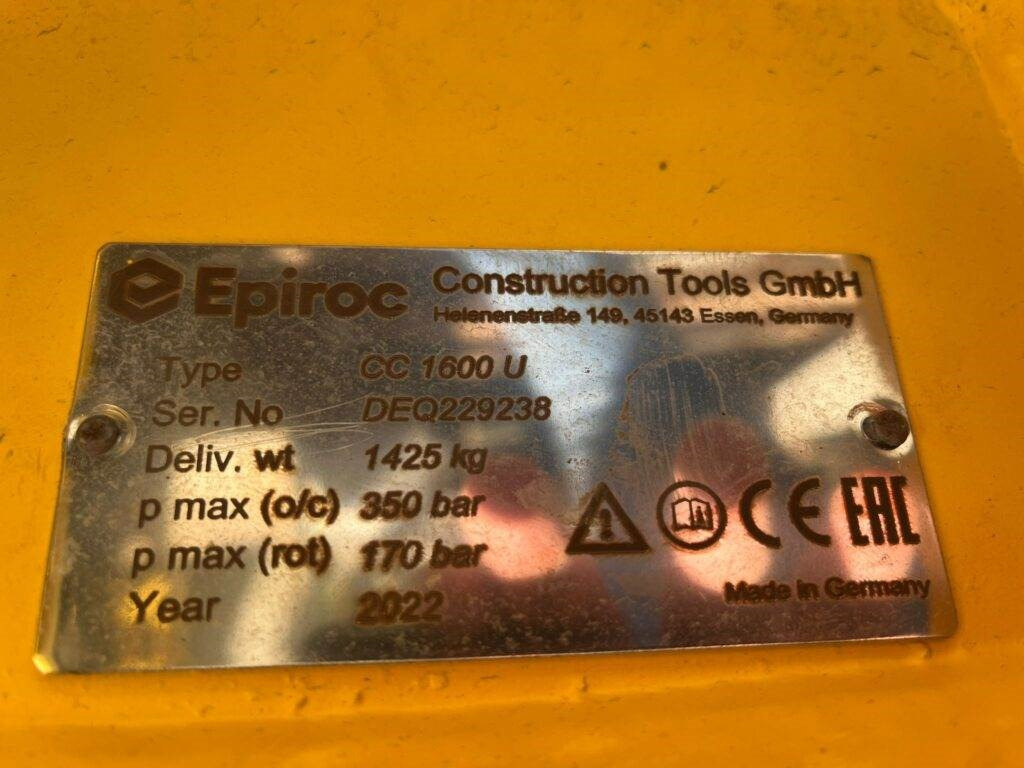 Epiroc Construction Tools GmbH
Helenenstraße 149, 45143 Essen, Germany
Type CC 1600 U
Ser. No DEQ229238
Deliv. wt 1425 kg
p max (o/c) 350 bar
p max (rot) 170 bar
Year 2022
CE EAC
Made in Germany